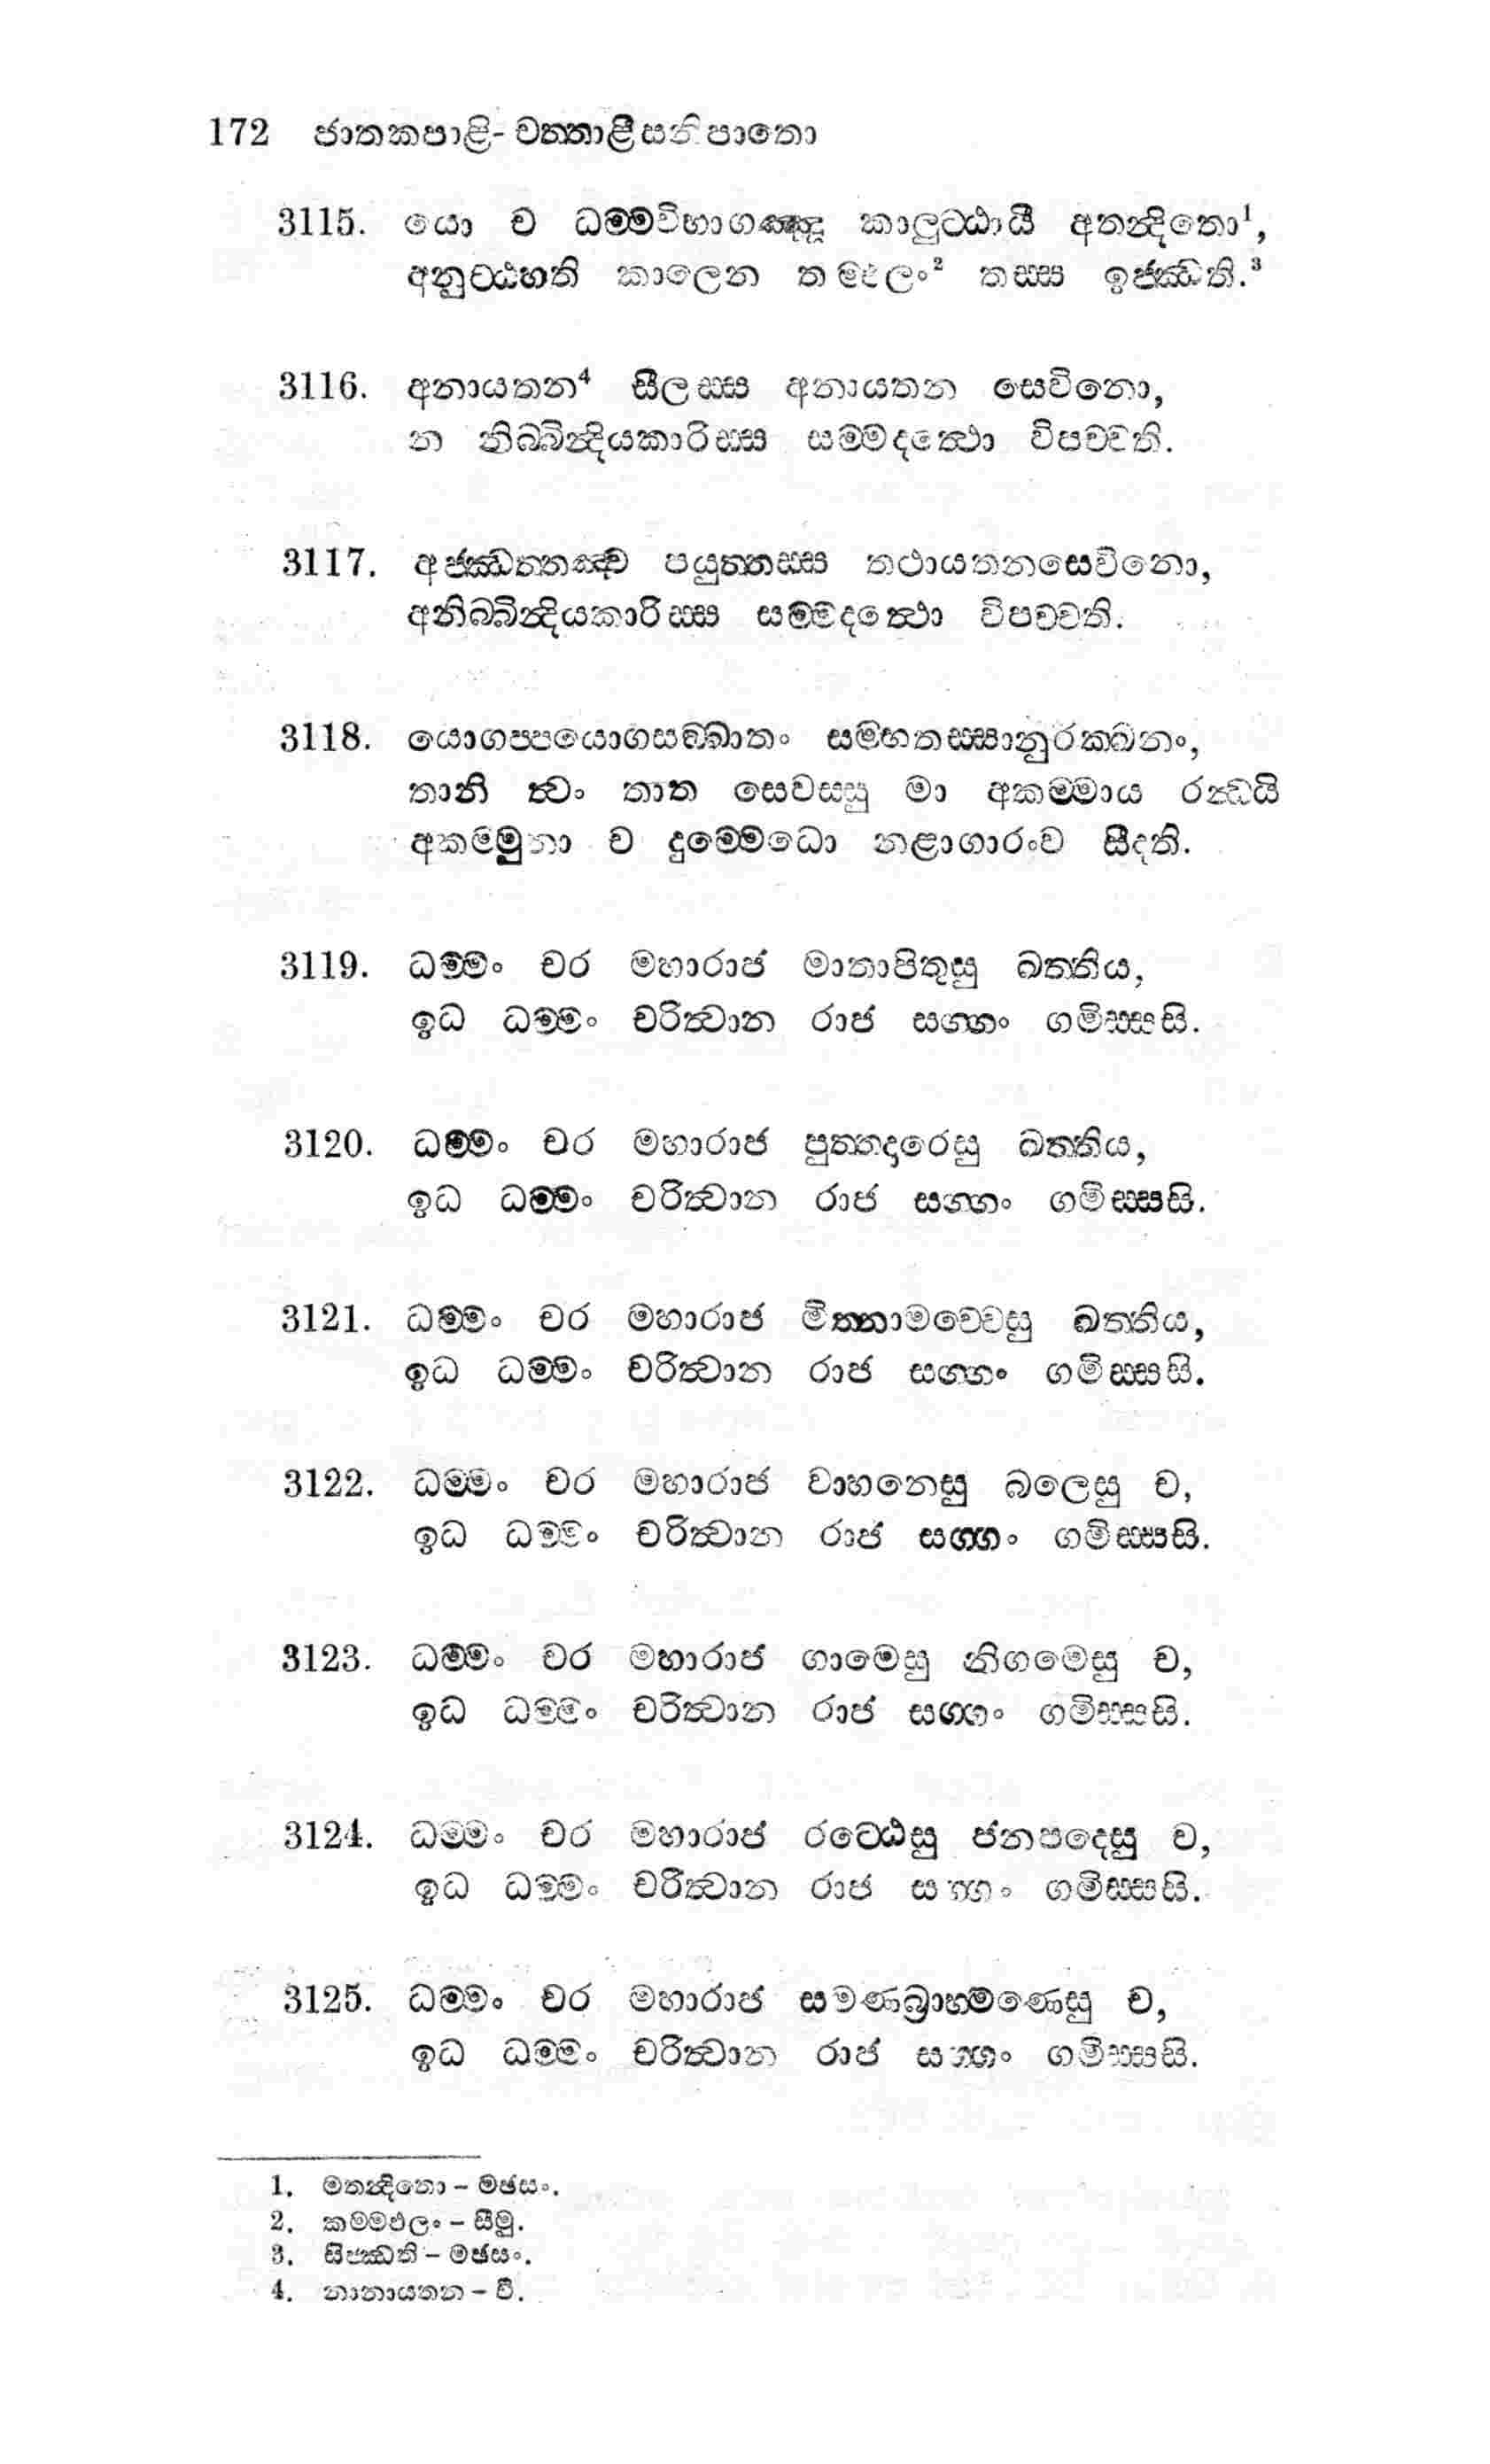 172 ජාතකපාළි- චත්තාළීසනිපාතො
3115. යො ච ධම්මවිභාගඤ්ඤූ කාලුට්ඨායී අතන්ද්‍රිතො¹,
අනුට්ඨහති කාලෙන තම්ඵලං² තස්ස ඉජ්ඣති.³
3116. අනායතන⁴ සීලස්ස අනායතන සෙවිනො,
න නිබ්බින්දියකාරිස්ස සම්මදත්ථො විපච්චති.
3117. අජ්ඣත්තඤ්ච පයුත්තස්ස තථායතනසෙවිනො,
අනිබ්බින්දියකාරිස්ස සම්මදත්ථො විපච්චති.
3118. යොගප්පයොගසඞ්ඛාතං සම්භතස්සානුරක්ඛනං,
තානි ත්වං තාත සෙවස්සු මා අකම්මාය රන්ධයි
අකම්මුනා ච දුම්මෙධො නළාගාරංව සීදති.
3119. ධම්මං චර මහාරාජ මාතාපිතුසු ඛත්තිය,
ඉධ ධම්මං චරිත්වාන රාජ සග්ගං ගමිස්සසි.
3120. ධම්මං චර මහාරාජ පුත්තදාරෙසු ඛත්තිය,
ඉධ ධම්මං චරිත්වාන රාජ සග්ගං ගමිස්සසි.
3121. ධම්මං චර මහාරාජ මිත්තාමච්චෙසු ඛත්තිය,
ඉධ ධම්මං චරිත්වාන රාජ සග්ගං ගමිස්සසි.
3122. ධම්මං චර මහාරාජ වාහනෙසු බලෙසු ච,
ඉධ ධම්මං චරිත්වාන රාජ සග්ගං ගමිස්සසි.
3123. ධම්මං චර මහාරාජ ගාමෙසු නිගමෙසු ච,
ඉධ ධම්මං චරිත්වාන රාජ සග්ගං ගමිස්සසි.
3124. ධම්මං චර මහාරාජ රට්ඨෙසු ජනපදෙසු ච,
ඉධ ධම්මං චරිත්වාන රාජ සග්ගං ගමිස්සසි.
3125. ධම්මං චර මහාරාජ සමණබ්‍රාහ්මණෙසු ච,
ඉධ ධම්මං චරිත්වාන රාජ සග්ගං ගමිස්සසි.
1. මතන්ද්‍රිතො – මඡසං.
2. කම්මඵලං – සීමු.
3. සිජ්ඣති – මඡසං.
4. නානායතන – වි.